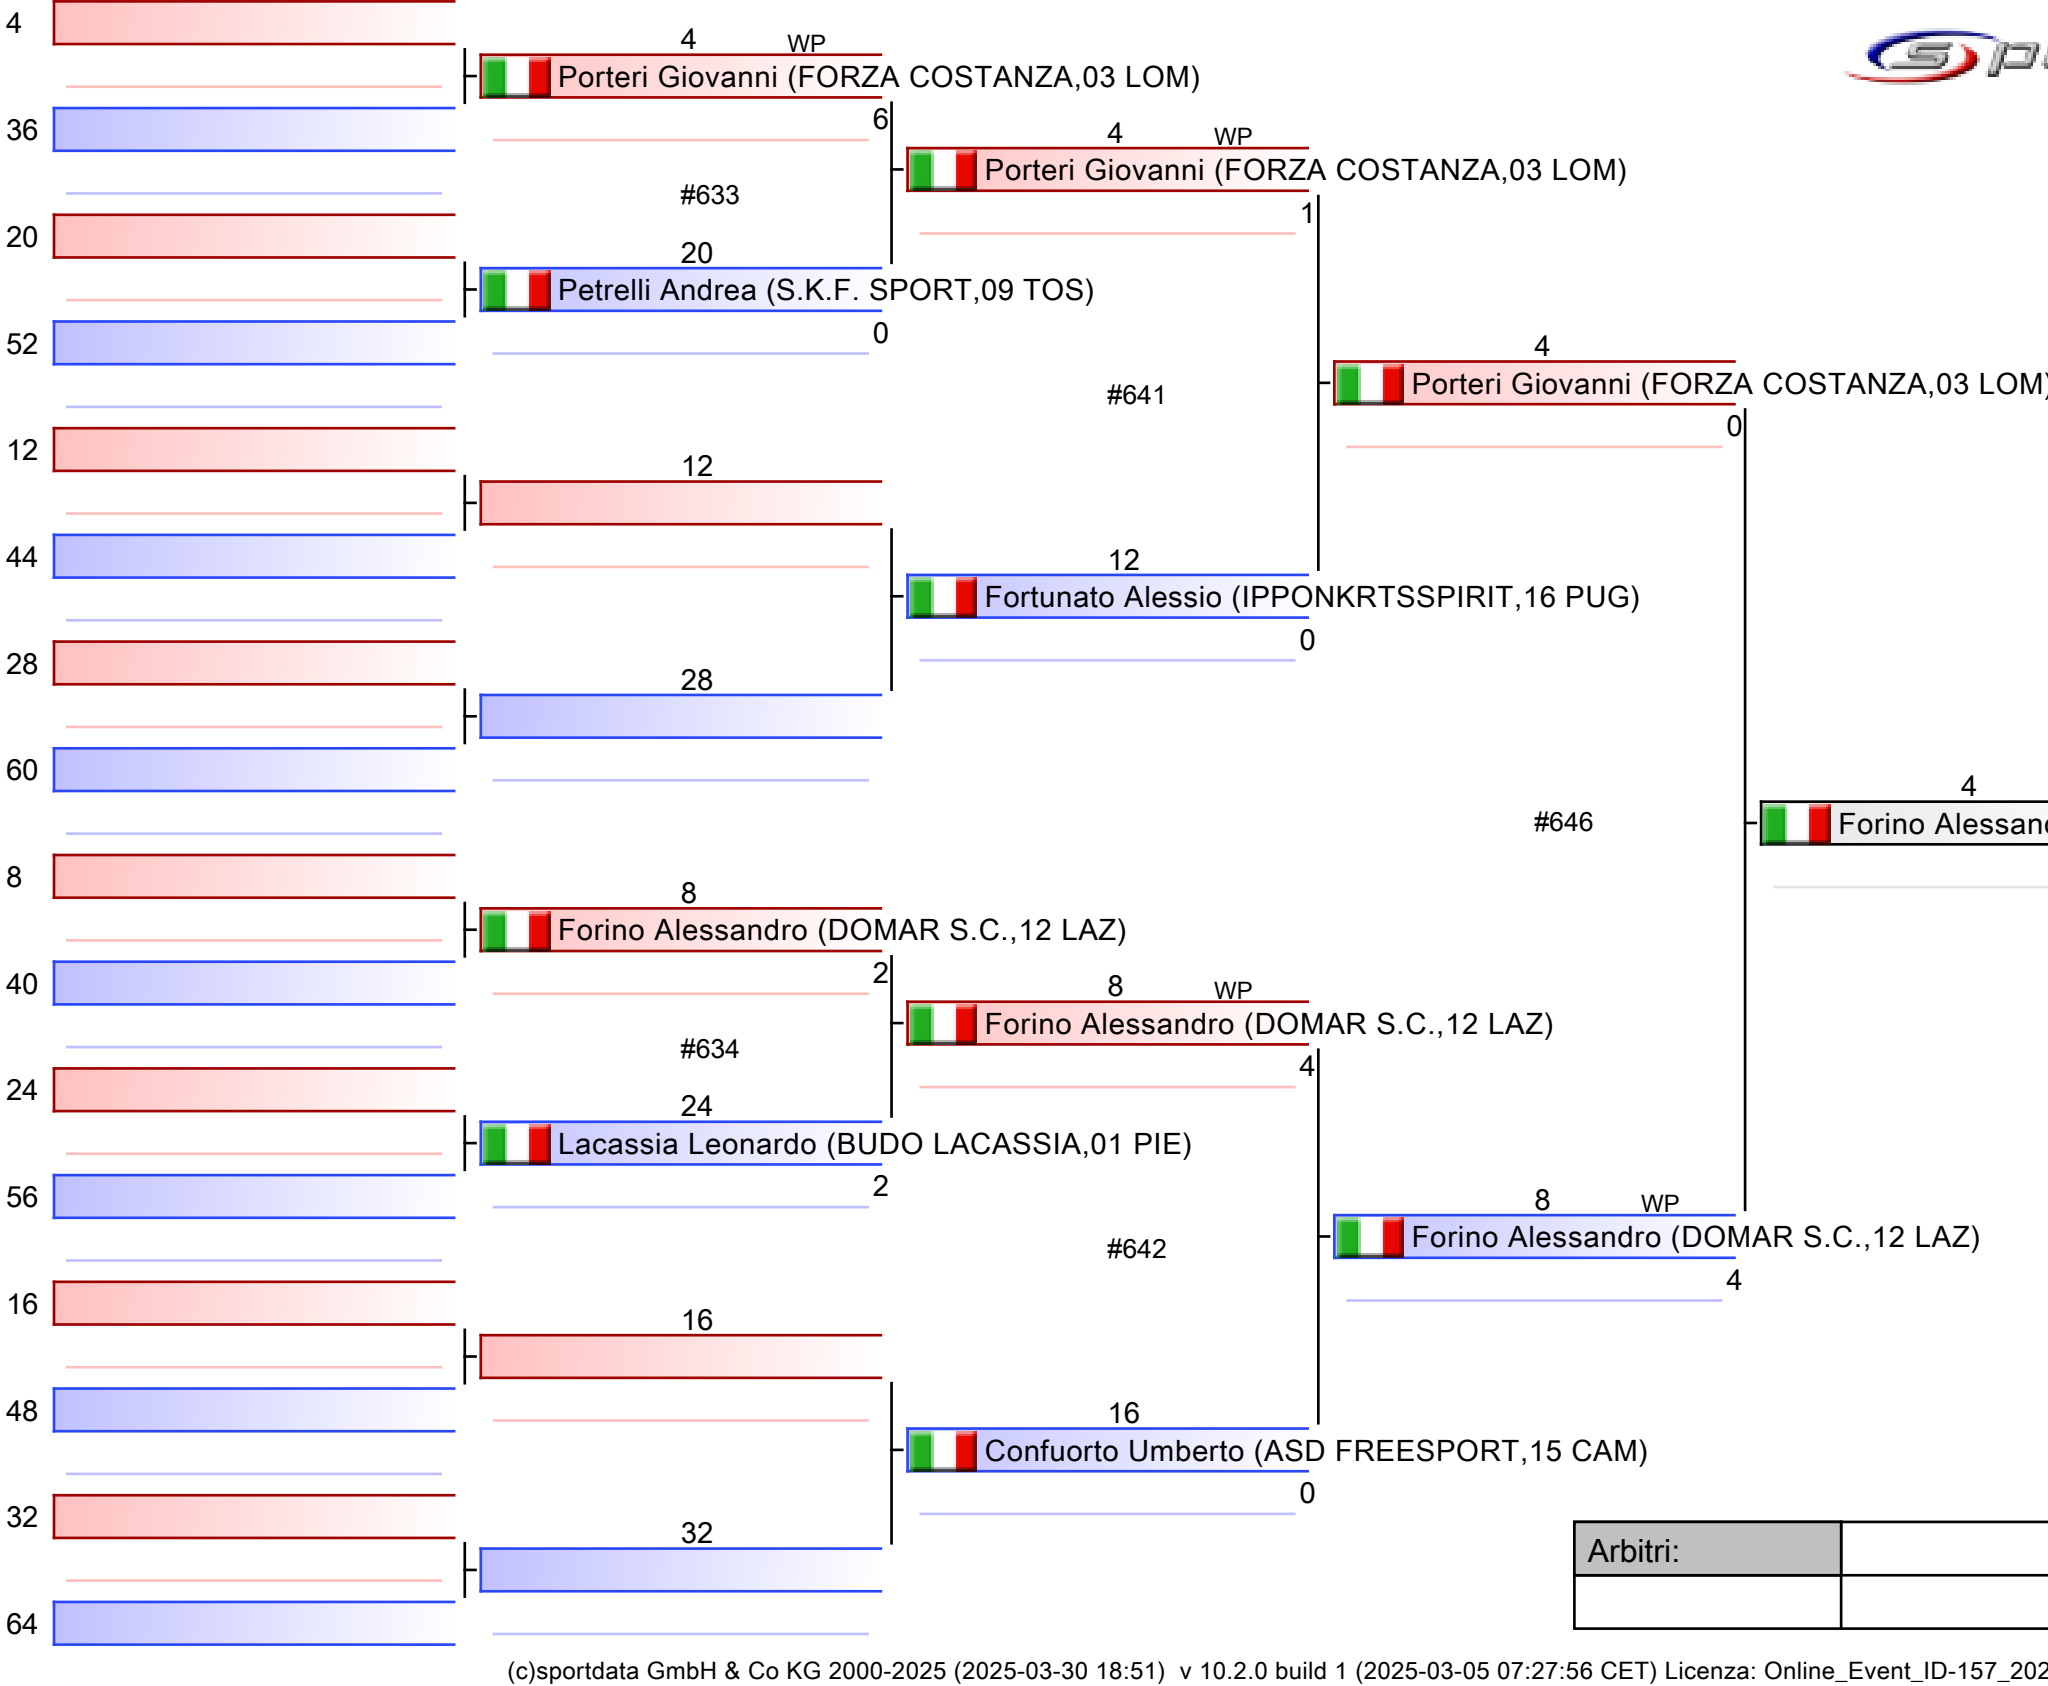 4
4 WP
Porteri Giovanni (FORZA COSTANZA,03 LOM)
6
36
4 WP
Porteri Giovanni (FORZA COSTANZA,03 LOM)
1
#633
20
20
Petrelli Andrea (S.K.F. SPORT,09 TOS)
0
52
4
Porteri Giovanni (FORZA COSTANZA,03 LOM)
0
#641
12
12
44
12
Fortunato Alessio (IPPONKRTSSPIRIT,16 PUG)
0
28
28
60
4
#646
Forino Alessand
8
8
Forino Alessandro (DOMAR S.C.,12 LAZ)
2
40
8 WP
Forino Alessandro (DOMAR S.C.,12 LAZ)
4
#634
24
24
Lacassia Leonardo (BUDO LACASSIA,01 PIE)
2
56
8 WP
Forino Alessandro (DOMAR S.C.,12 LAZ)
4
#642
16
16
48
16
Confuorto Umberto (ASD FREESPORT,15 CAM)
0
32
32
Arbitri:
64
(c)sportdata GmbH & Co KG 2000-2025 (2025-03-30 18:51) v 10.2.0 build 1 (2025-03-05 07:27:56 CET) Licenza: Online_Event_ID-157_202